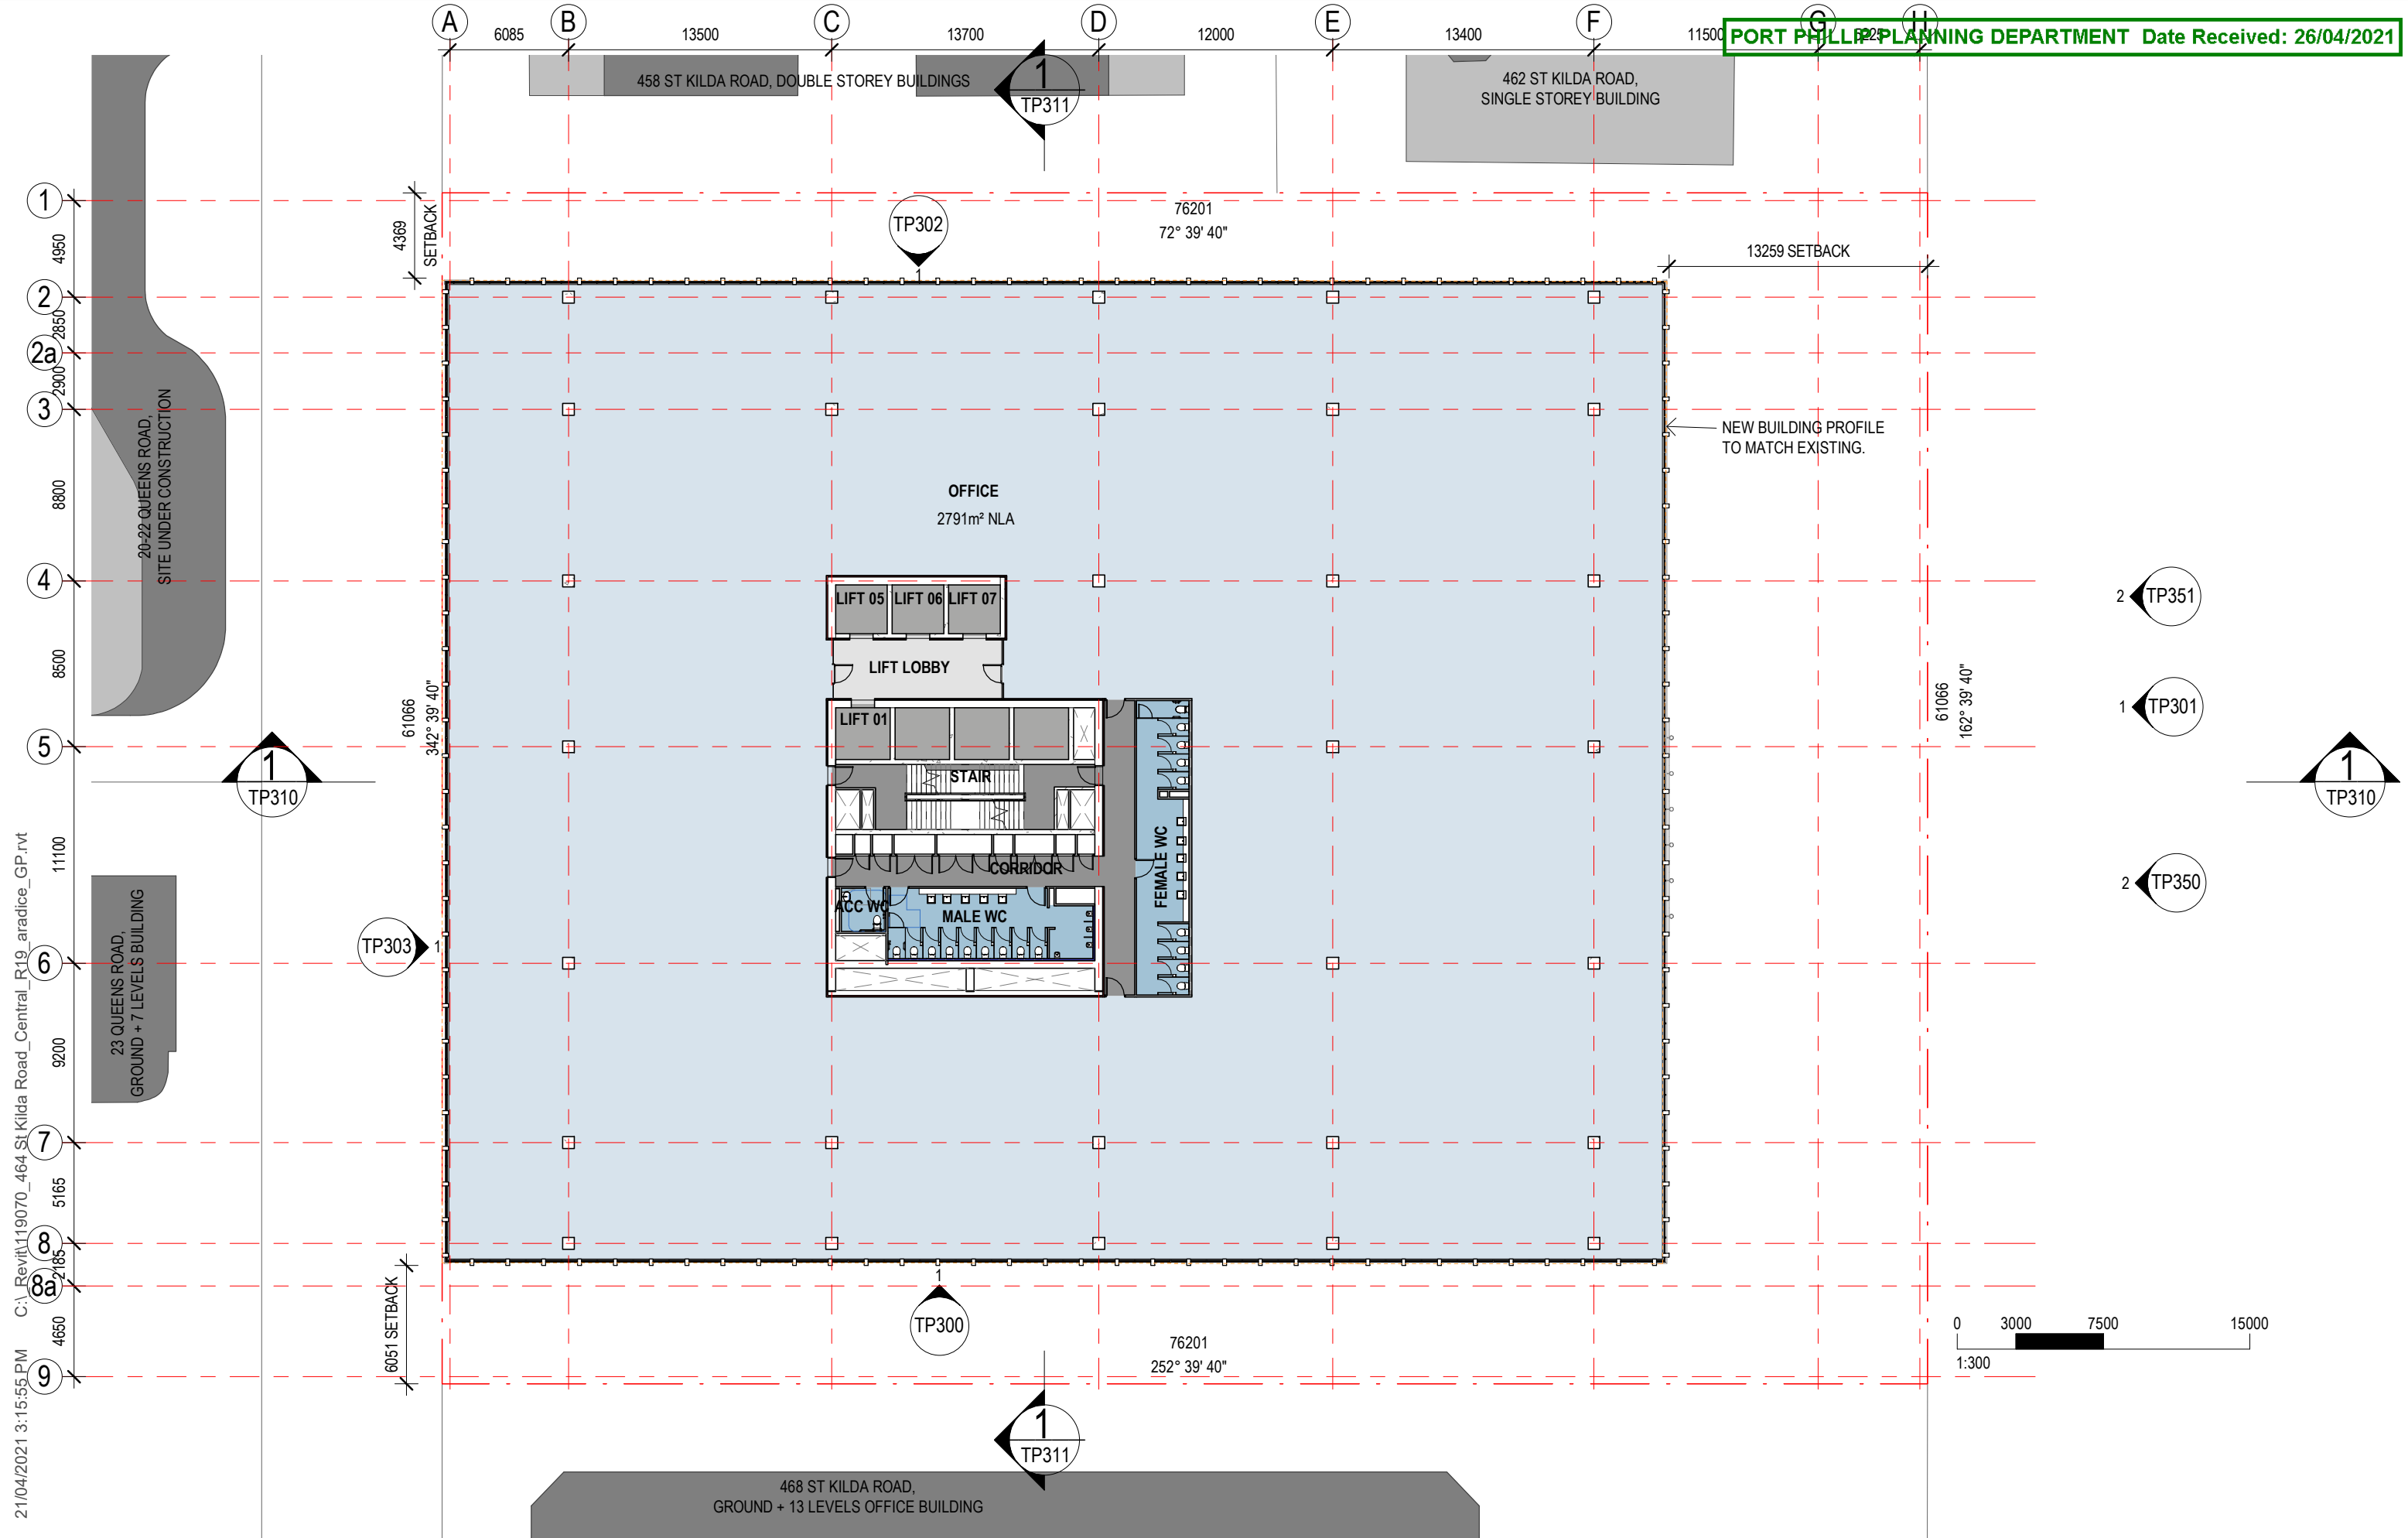 A
B
C
D
E
F
G
H
6085
13500
13700
12000
13400
11500
PORT PHILLIP PLANNING DEPARTMENT Date Received: 26/04/2021
458 ST KILDA ROAD, DOUBLE STOREY BUILDINGS
1
TP311
462 ST KILDA ROAD,
SINGLE STOREY BUILDING
1
4950
2
2850
2a
2900
3
8800
4
8500
5
11100
6
9200
7
5165
8
2185
8a
4650
9
4369
SETBACK
TP302
1
76201
72° 39' 40"
13259 SETBACK
NEW BUILDING PROFILE
TO MATCH EXISTING.
20-22 QUEENS ROAD,
SITE UNDER CONSTRUCTION
OFFICE
2791m² NLA
LIFT 05
LIFT 06
LIFT 07
LIFT LOBBY
LIFT 01
STAIR
CORRIDOR
ACC WC
MALE WC
FEMALE WC
61066
342° 39' 40"
61066
162° 39' 40"
2
TP351
1
TP301
2
TP350
1
TP310
1
TP310
TP303
1
23 QUEENS ROAD,
GROUND + 7 LEVELS BUILDING
6051 SETBACK
1
TP300
76201
252° 39' 40"
0
3000
7500
15000
1:300
1
TP311
468 ST KILDA ROAD,
GROUND + 13 LEVELS OFFICE BUILDING
21/04/2021 3:15:55 PM C:\_Revit\119070_464 St Kilda Road_Central_R19_aradice_GP.rvt